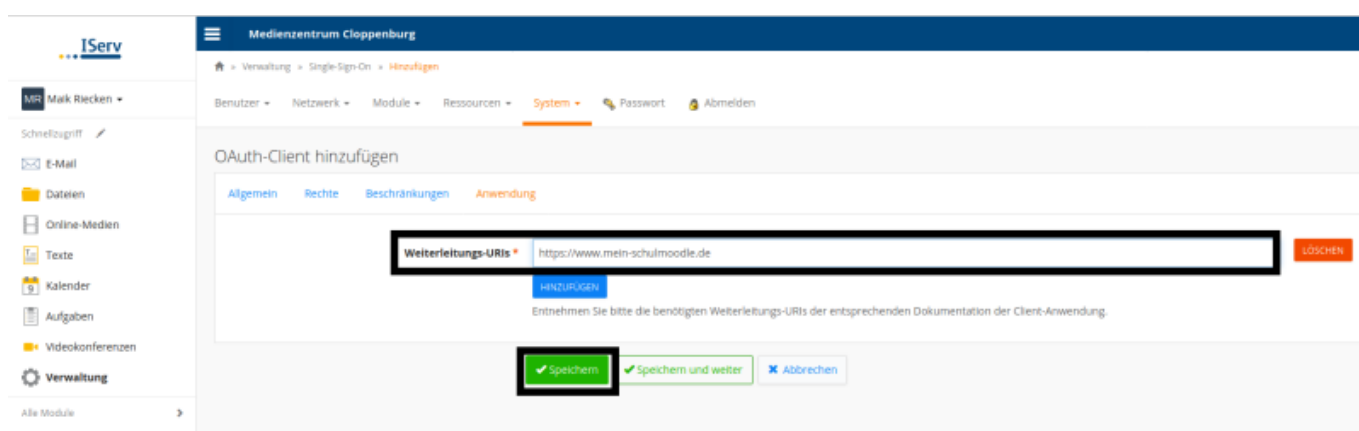 IServ
Medienzentrum Cloppenburg
» Verwaltung » Single-Sign-On » Hinzufügen
MR Maik Riecken
Benutzer Netzwerk Module Ressourcen System Passwort Abmelden
Schnellzugriff
OAuth-Client hinzufügen
E-Mail
Dateien
Allgemein Rechte Beschränkungen Anwendung
Online-Medien
Weiterleitungs-URIs * https://www.mein-schulmoodle.de LÖSCHEN
Texte
9 Kalender
HINZUFÜGEN
Entnehmen Sie bitte die benötigten Weiterleitungs-URIs der entsprechenden Dokumentation der Client-Anwendung.
Aufgaben
Videokonferenzen
Speichern Speichern und weiter Abbrechen
Verwaltung
Alle Module